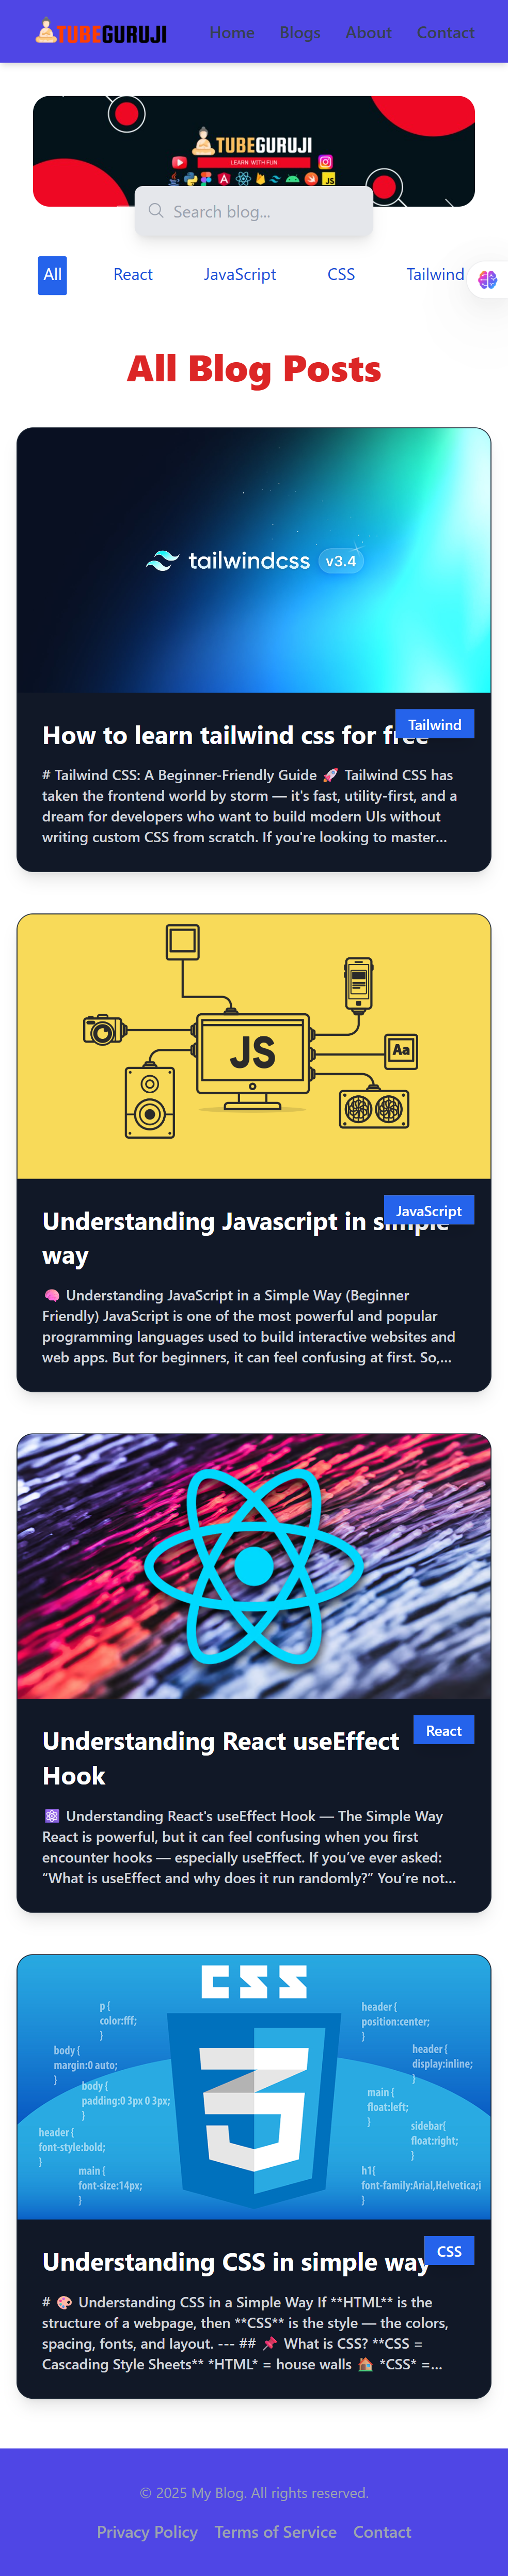 TUBEGURUJI
Home Blogs About Contact
TUBEGURUJI
LEARN WITH FUN
JS
Search blog...
All React JavaScript CSS Tailwind
All Blog Posts
tailwindcss v3.4
Tailwind
How to learn tailwind css for free
# Tailwind CSS: A Beginner-Friendly Guide 🚀 Tailwind CSS has
taken the frontend world by storm — it's fast, utility-first, and a
dream for developers who want to build modern UIs without
writing custom CSS from scratch. If you're looking to master...
JS
Aa
JavaScript
Understanding Javascript in simple
way
🧠 Understanding JavaScript in a Simple Way (Beginner
Friendly) JavaScript is one of the most powerful and popular
programming languages used to build interactive websites and
web apps. But for beginners, it can feel confusing at first. So,...
React
Understanding React useEffect
Hook
⚛️ Understanding React's useEffect Hook — The Simple Way
React is powerful, but it can feel confusing when you first
encounter hooks — especially useEffect. If you’ve ever asked:
“What is useEffect and why does it run randomly?” You’re not...
CSS
p {
color:fff;
}
body {
margin:0 auto;
}
body {
padding:0 3px 0 3px;
}
header {
font-style:bold;
}
main {
font-size:14px;
}
header {
position:center;
}
header {
display:inline;
}
main {
float:left;
}
sidebar{
float:right;
}
h1{
font-family:Arial,Helvetica;i
}
3
CSS
Understanding CSS in simple way
# 🎨 Understanding CSS in a Simple Way If **HTML** is the
structure of a webpage, then **CSS** is the style — the colors,
spacing, fonts, and layout. --- ## 📌 What is CSS? **CSS =
Cascading Style Sheets** *HTML* = house walls 🏠 *CSS* =...
© 2025 My Blog. All rights reserved.
Privacy Policy Terms of Service Contact